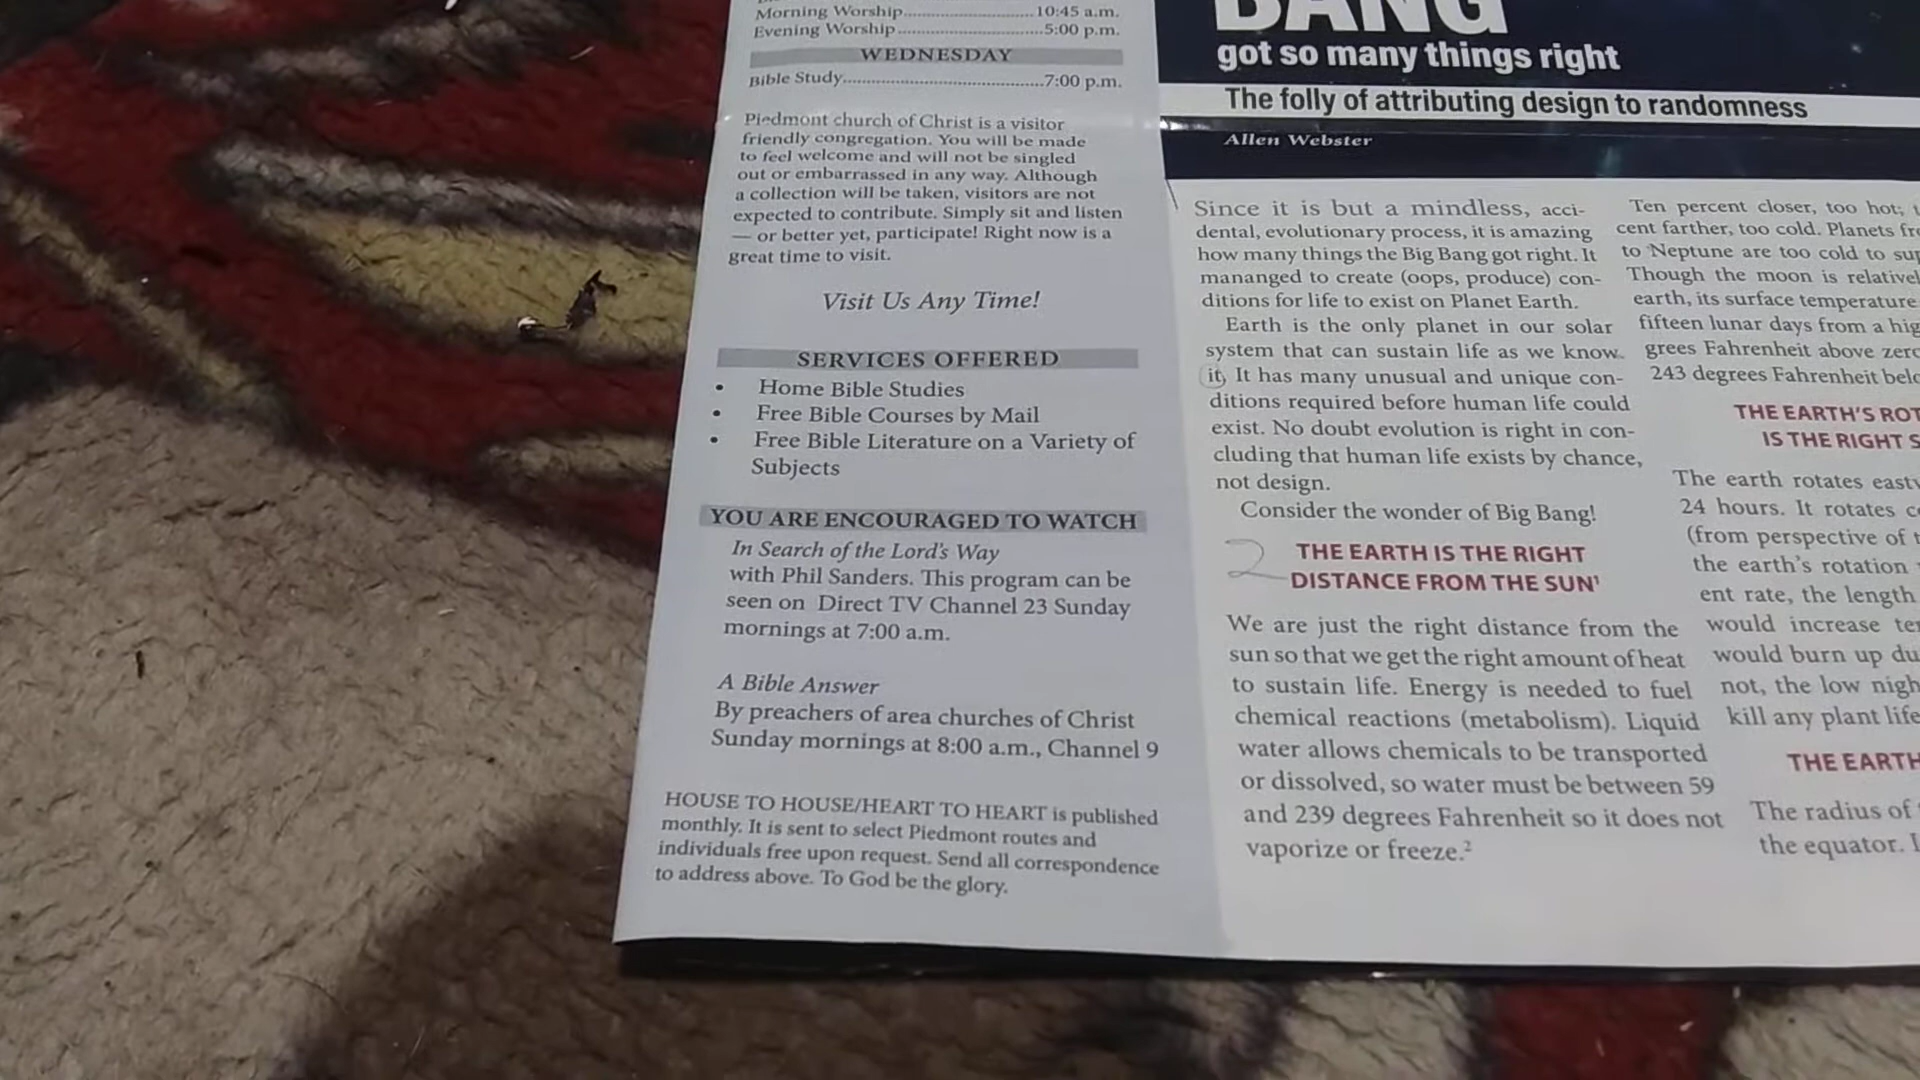 Morning Worship..............................10:45 a.m.
Evening Worship..................................5:00 p.m.
WEDNESDAY
Bible Study..............................................7:00 p.m.
Piedmont church of Christ is a visitor
friendly congregation. You will be made
to feel welcome and will not be singled
out or embarrassed in any way. Although
a collection will be taken, visitors are not
expected to contribute. Simply sit and listen
— or better yet, participate! Right now is a
great time to visit.
Visit Us Any Time!
SERVICES OFFERED
• Home Bible Studies
• Free Bible Courses by Mail
• Free Bible Literature on a Variety of
Subjects
YOU ARE ENCOURAGED TO WATCH
In Search of the Lord's Way
with Phil Sanders. This program can be
seen on Direct TV Channel 23 Sunday
mornings at 7:00 a.m.
A Bible Answer
By preachers of area churches of Christ
Sunday mornings at 8:00 a.m., Channel 9
HOUSE TO HOUSE/HEART TO HEART is published
monthly. It is sent to select Piedmont routes and
individuals free upon request. Send all correspondence
to address above. To God be the glory.
BANG
got so many things right
The folly of attributing design to randomness
Allen Webster
Since it is but a mindless, acci-
dental, evolutionary process, it is amazing
how many things the Big Bang got right. It
mananged to create (oops, produce) con-
ditions for life to exist on Planet Earth.
Earth is the only planet in our solar
system that can sustain life as we know
it. It has many unusual and unique con-
ditions required before human life could
exist. No doubt evolution is right in con-
cluding that human life exists by chance,
not design.
Consider the wonder of Big Bang!
2
THE EARTH IS THE RIGHT
DISTANCE FROM THE SUN¹
We are just the right distance from the
sun so that we get the right amount of heat
to sustain life. Energy is needed to fuel
chemical reactions (metabolism). Liquid
water allows chemicals to be transported
or dissolved, so water must be between 59
and 239 degrees Fahrenheit so it does not
vaporize or freeze.²
Ten percent closer, too hot;
cent farther, too cold. Planets
to Neptune are too cold to
Though the moon is
earth, its surface temperature
fifteen lunar days from a
grees Fahrenheit above zero
243 degrees Fahrenheit
THE EARTH'S
IS THE RIGHT
The earth rotates
24 hours. It rotates
(from perspective of
the earth's rotation
ent rate, the length
would increase
would burn up
not, the low
kill any plant life
THE EARTH
The radius of
the equator.